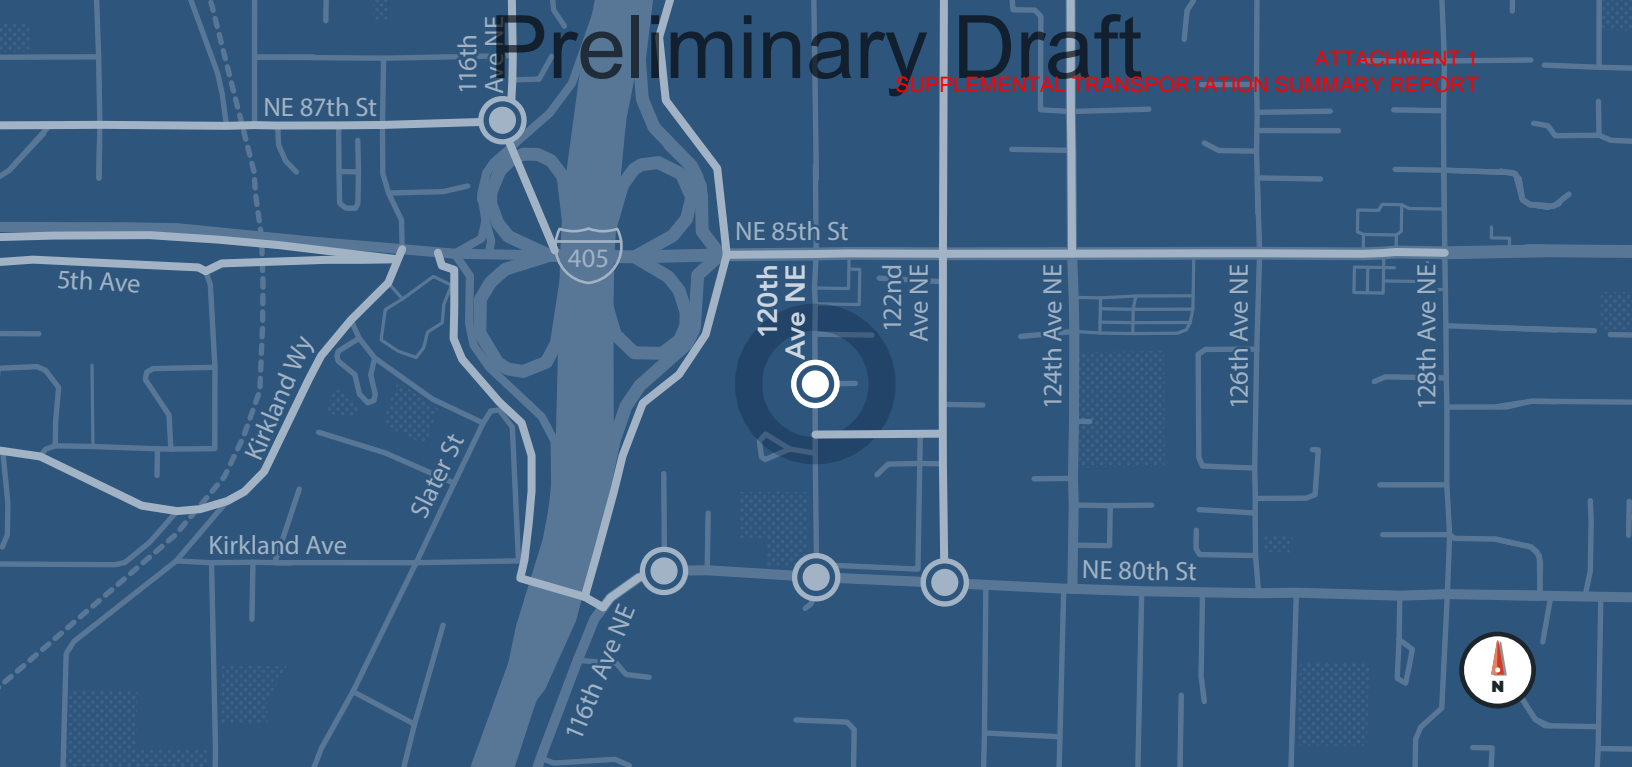 Preliminary Draft
ATTACHMENT 1
SUPPLEMENTAL TRANSPORTATION SUMMARY REPORT
116th
Ave NE
NE 87th St
NE 85th St
405
5th Ave
120th
Ave NE
122nd
Ave NE
124th Ave NE
126th Ave NE
128th Ave NE
Kirkland Wy
Slater St
Kirkland Ave
NE 80th St
116th Ave NE
N